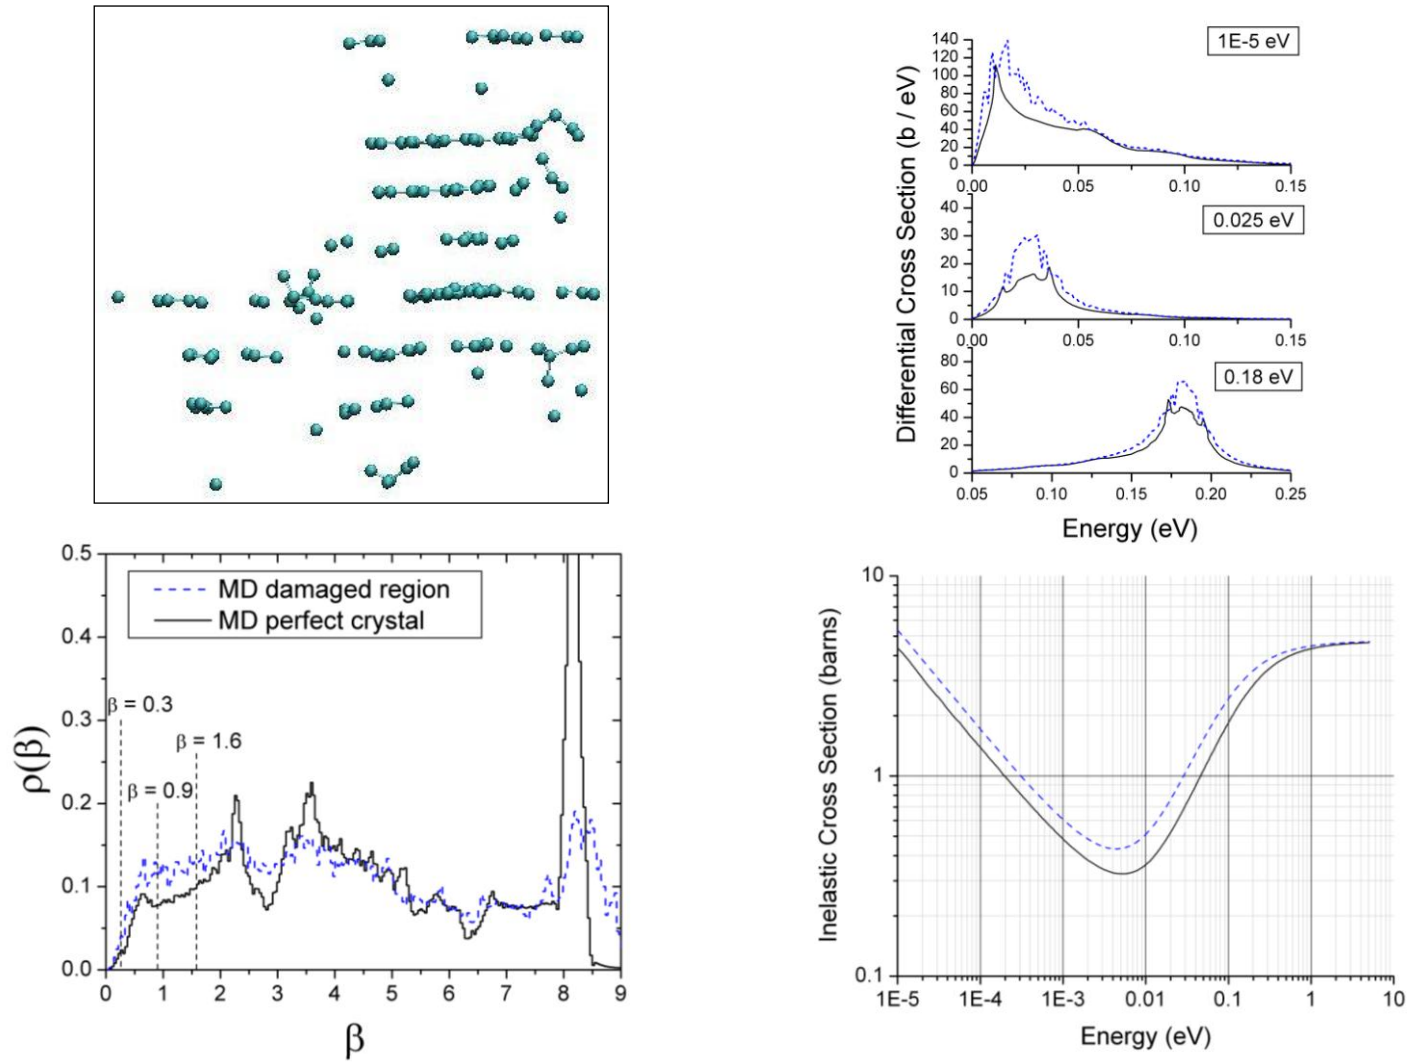 Differential Cross Section (b / eV)
140
120
100
80
60
40
20
0
1E-5 eV
0.00
0.05
0.10
0.15
40
30
20
10
0
0.025 eV
0.00
0.05
0.10
0.15
80
60
40
20
0
0.18 eV
0.05
0.10
0.15
0.20
0.25
Energy (eV)
ρ(β)
0.5
0.4
0.3
0.2
0.1
0.0
MD damaged region
MD perfect crystal
β = 0.3
β = 1.6
β = 0.9
0 1 2 3 4 5 6 7 8 9
β
Inelastic Cross Section (barns)
10
1
0.1
1E-5 1E-4 1E-3 0.01 0.1 1 10
Energy (eV)